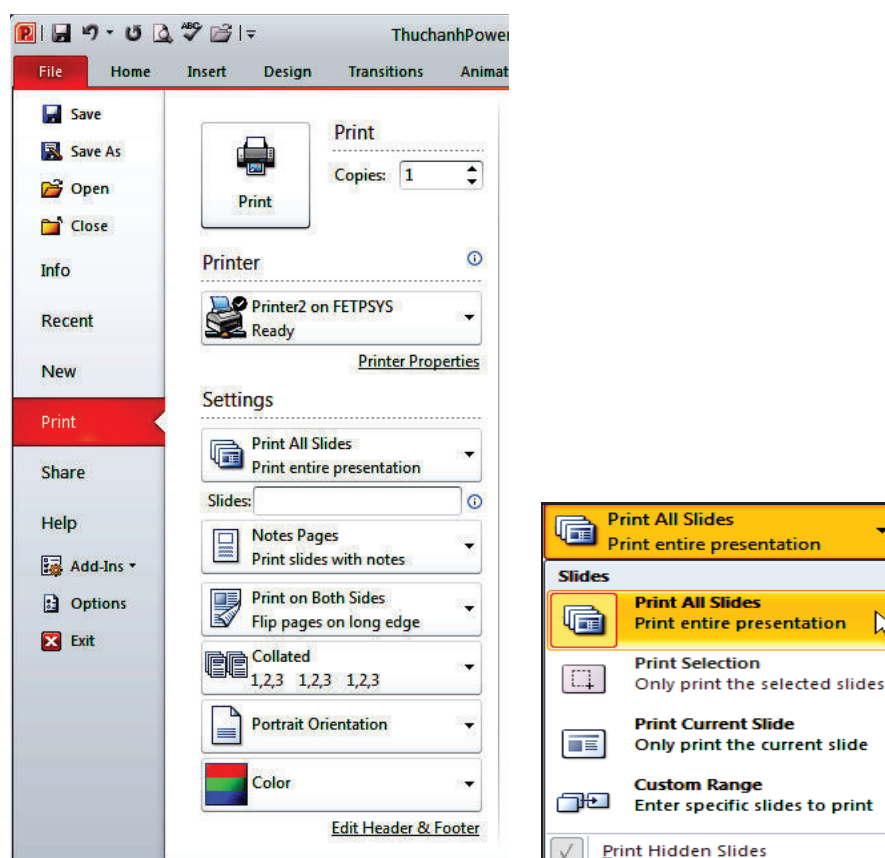 ThuchanhPower
File Home Insert Design Transitions Animat
Save
Save As
Open
Close
Info
Recent
New
Print
Share
Help
Add-Ins
Options
Exit
Print
Print
Copies: 1
Printer
Printer2 on FETPSYS
Ready
Printer Properties
Settings
Print All Slides
Print entire presentation
Slides:
Notes Pages
Print slides with notes
Print on Both Sides
Flip pages on long edge
Collated
1,2,3 1,2,3 1,2,3
Portrait Orientation
Color
Edit Header & Footer
Print All Slides
Print entire presentation
Slides
Print All Slides
Print entire presentation
Print Selection
Only print the selected slides
Print Current Slide
Only print the current slide
Custom Range
Enter specific slides to print
Print Hidden Slides